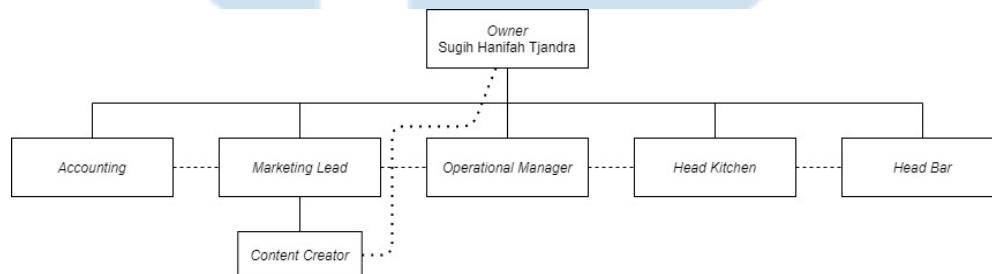 Owner
Sugih Hanifah Tjandra
Accounting
Marketing Lead
Operational Manager
Head Kitchen
Head Bar
Content Creator